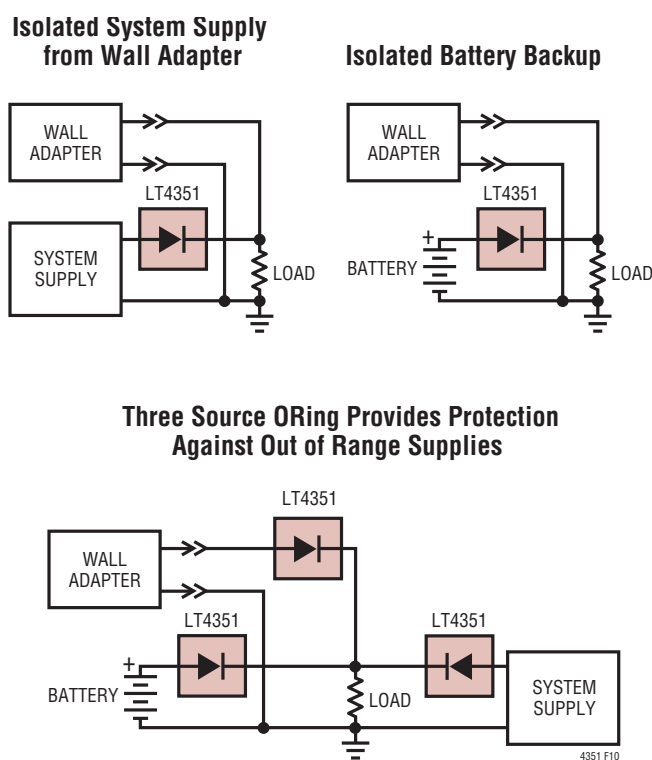 Isolated System Supply
from Wall Adapter
WALL
ADAPTER
LT4351
SYSTEM
SUPPLY
LOAD
Isolated Battery Backup
WALL
ADAPTER
LT4351
+
BATTERY
LOAD
Three Source ORing Provides Protection
Against Out of Range Supplies
LT4351
WALL
ADAPTER
LT4351
LT4351
+
BATTERY
LOAD
SYSTEM
SUPPLY
4351 F10